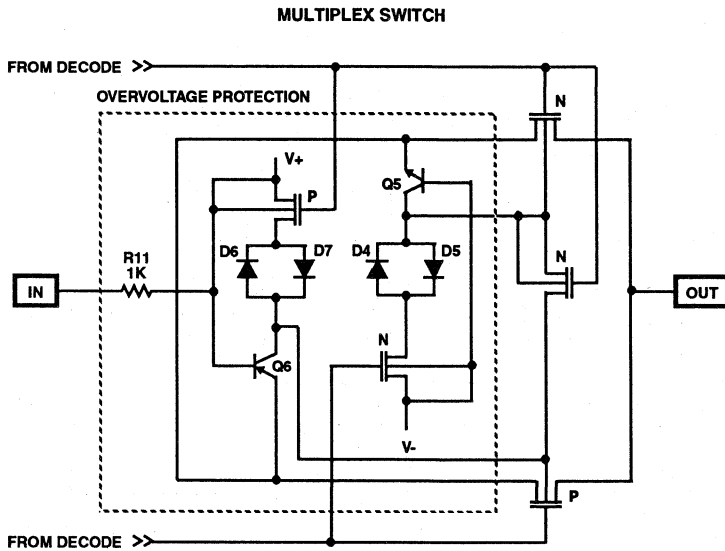 MULTIPLEX SWITCH
FROM DECODE
OVERVOLTAGE PROTECTION
N
V+
P
Q5
R11
1K
D6
D7
D4
D5
N
IN
OUT
N
Q6
V-
P
FROM DECODE